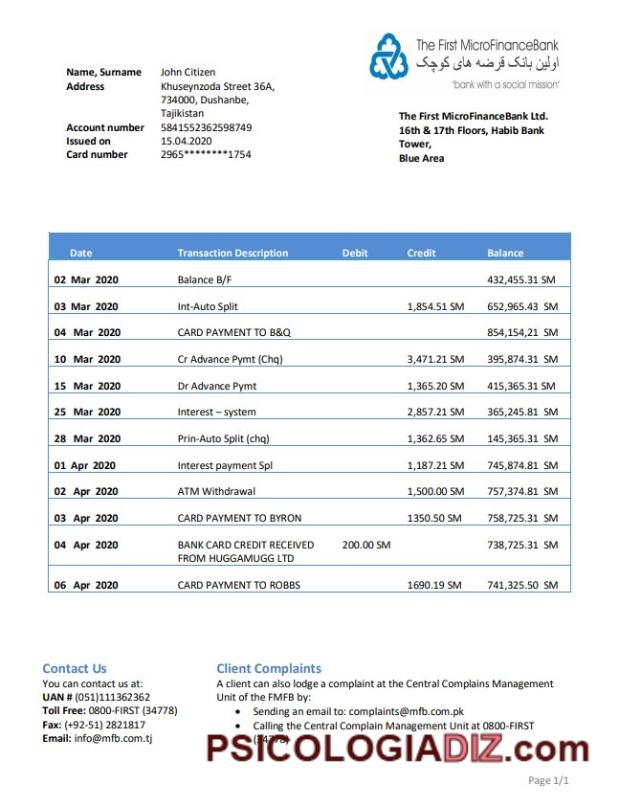 The First MicroFinanceBank
اولین بانک قرضه های کوچک
'bank with a social mission'
Name, Surname John Citizen
Address Khuseynzoda Street 36A,
734000, Dushanbe,
Tajikistan
Account number 5841552362598749
Issued on 15.04.2020
Card number 2965********1754
The First MicroFinanceBank Ltd.
16th & 17th Floors, Habib Bank
Tower,
Blue Area
Date Transaction Description Debit Credit Balance
02 Mar 2020 Balance B/F 432,455.31 SM
03 Mar 2020 Int-Auto Split 1,854.51 SM 652,965.43 SM
04 Mar 2020 CARD PAYMENT TO B&Q 854,154,21 SM
10 Mar 2020 Cr Advance Pymt (Chq) 3,471.21 SM 395,874.31 SM
15 Mar 2020 Dr Advance Pymt 1,365.20 SM 415,365.31 SM
25 Mar 2020 Interest – system 2,857.21 SM 365,245.81 SM
28 Mar 2020 Prin-Auto Split (chq) 1,362.65 SM 145,365.31 SM
01 Apr 2020 Interest payment Spl 1,187.21 SM 745,874.81 SM
02 Apr 2020 ATM Withdrawal 1,500.00 SM 757,374.81 SM
03 Apr 2020 CARD PAYMENT TO BYRON 1350.50 SM 758,725.31 SM
04 Apr 2020 BANK CARD CREDIT RECEIVED 200.00 SM 738,725.31 SM
FROM HUGGAMUGG LTD
06 Apr 2020 CARD PAYMENT TO ROBBS 1690.19 SM 741,325.50 SM
Contact Us
You can contact us at:
UAN # (051)111362362
Toll Free: 0800-FIRST (34778)
Fax: (+92-51) 2821817
Email: info@mfb.com.tj
Client Complaints
A client can also lodge a complaint at the Central Complains Management
Unit of the FMFB by:
• Sending an email to: complaints@mfb.com.pk
• Calling the Central Complain Management Unit at 0800-FIRST
(34778)
PSICOLOGIADIZ.com
Page 1/1